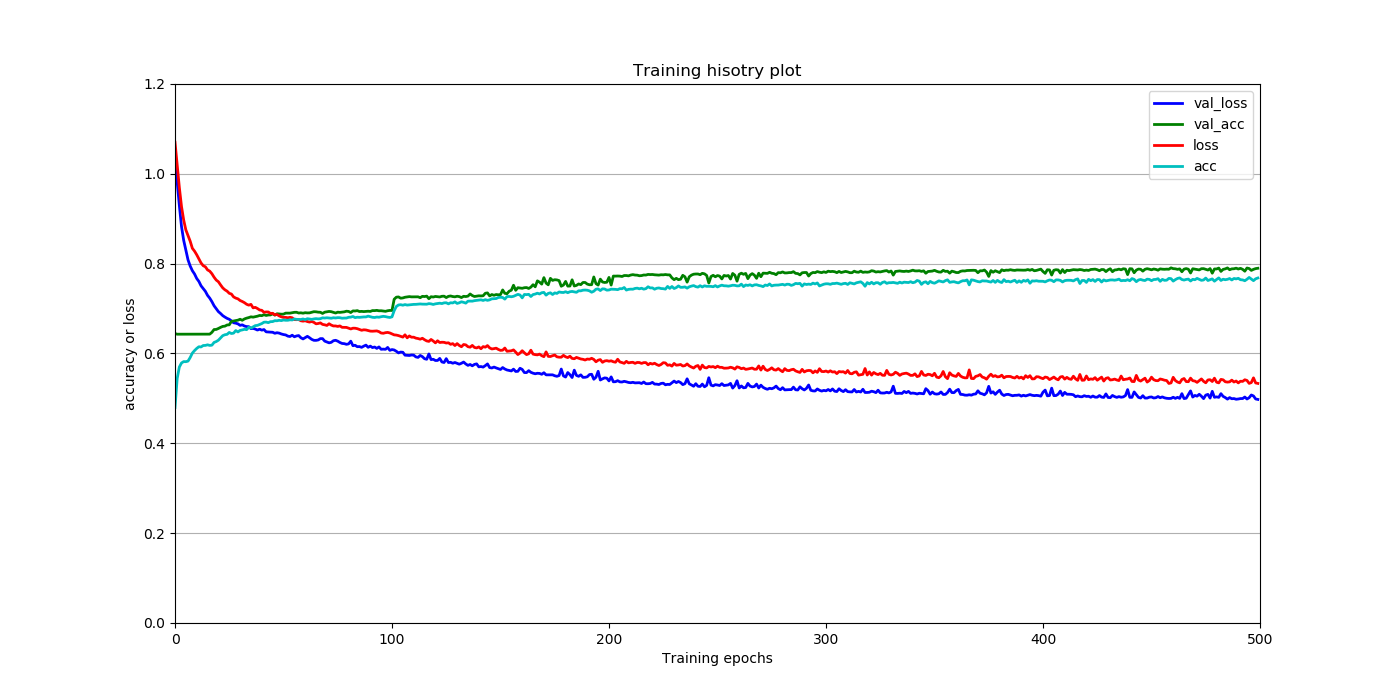 Training hisotry plot
1.2
1.0
0.8
0.6
0.4
0.2
0.0
accuracy or loss
val_loss
val_acc
loss
acc
0 100 200 300 400 500
Training epochs